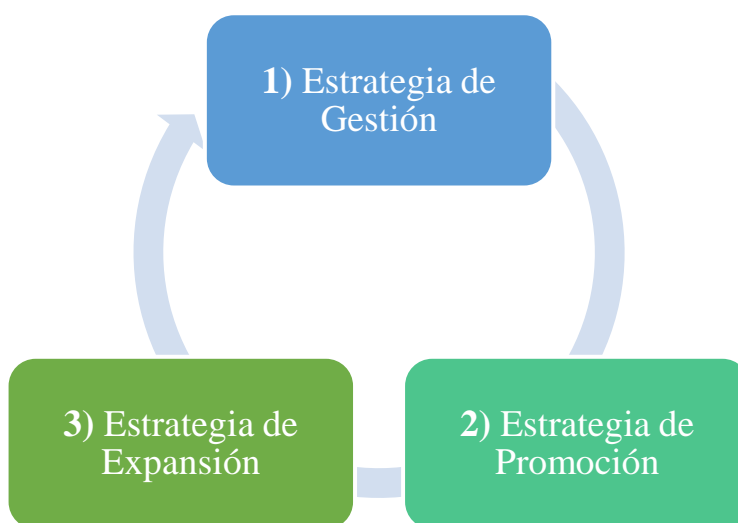 1) Estrategia de
Gestión
2) Estrategia de
Promoción
3) Estrategia de
Expansión